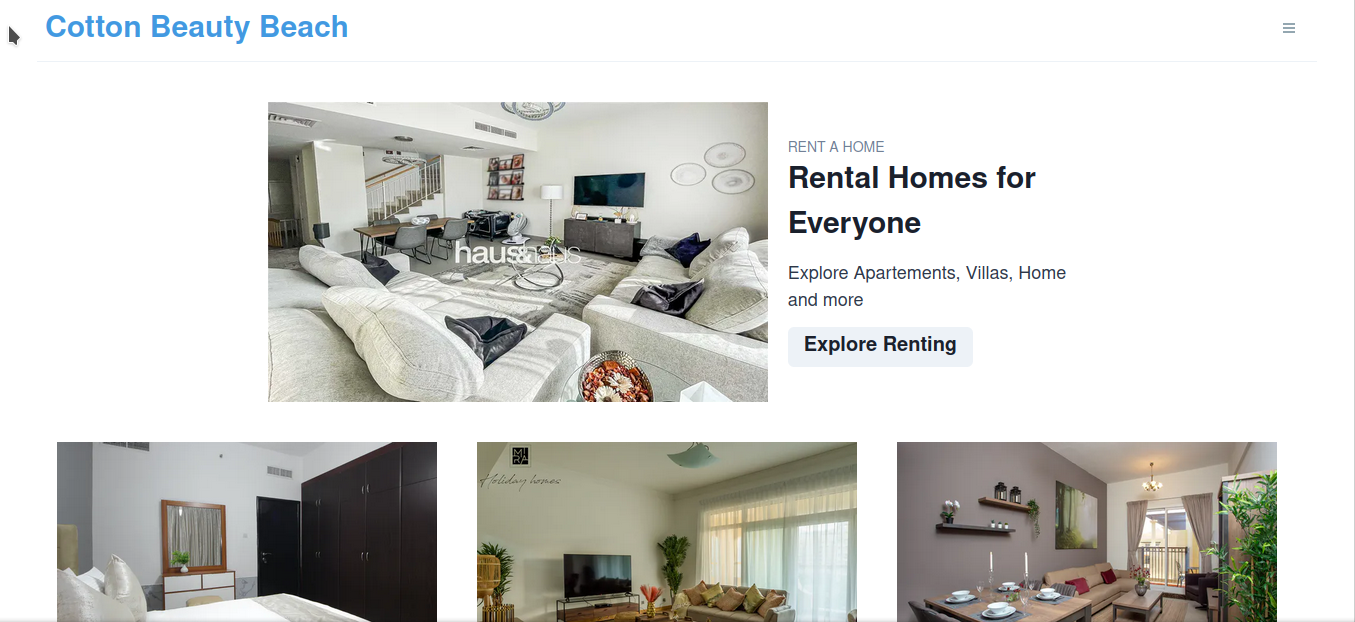 Cotton Beauty Beach
haus&haus
RENT A HOME
Rental Homes for
Everyone
Explore Apartements, Villas, Home
and more
Explore Renting
MIRA
Holiday homes